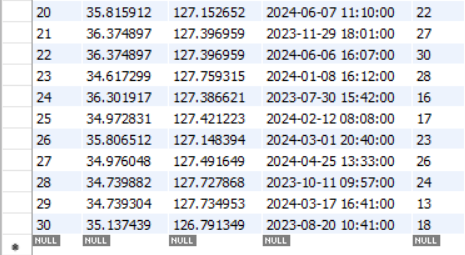 20 35.815912 127.152652 2024-06-07 11:10:00 22
21 36.374897 127.396959 2023-11-29 18:01:00 27
22 36.374897 127.396959 2024-06-06 16:07:00 30
23 34.617299 127.759315 2024-01-08 16:12:00 28
24 36.301917 127.386621 2023-07-30 15:42:00 16
25 34.972831 127.421223 2024-02-12 08:08:00 17
26 35.806512 127.148394 2024-03-01 20:40:00 23
27 34.976048 127.491649 2024-04-25 13:33:00 26
28 34.739882 127.727868 2023-10-11 09:57:00 24
29 34.739304 127.734953 2024-03-17 16:41:00 13
30 35.137439 126.791349 2023-08-20 10:41:00 18
NULL NULL NULL NULL NULL